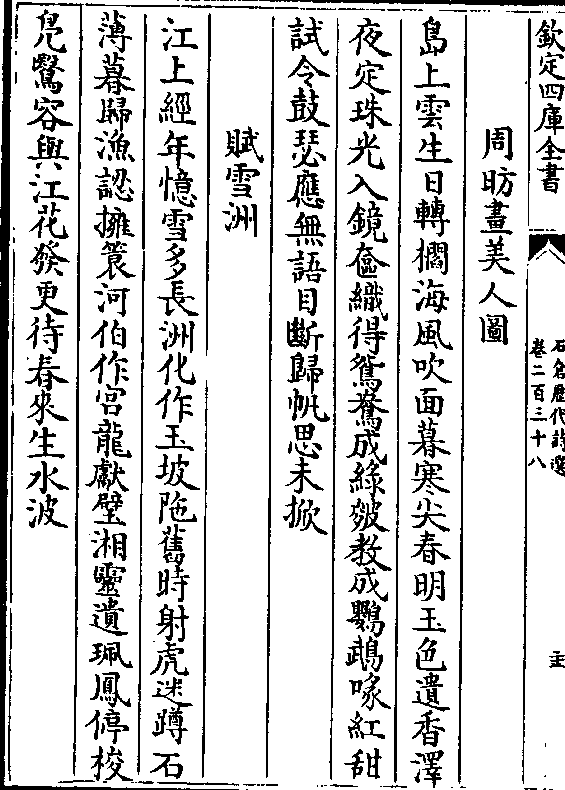 欽定四庫全書
石倉歷代詩選
卷二百三十八
周昉畫美人圖
島上雲生日轉櫩海風吹面暮寒尖春明玉色遺香澤
夜定珠光入鏡奩織得鴛鴦成綠皴教成鸚鵡喙紅甜
試令鼓瑟應無語目斷歸帆思未掀
賦雪洲
江上經年憶雪多長洲化作玉坡陁舊時射虎迷蹲石
薄暮歸漁認擁蓑河伯作宮龍獻璧湘靈遺珮鳳停梭
鳧鷖容與江花發更待春來生水波